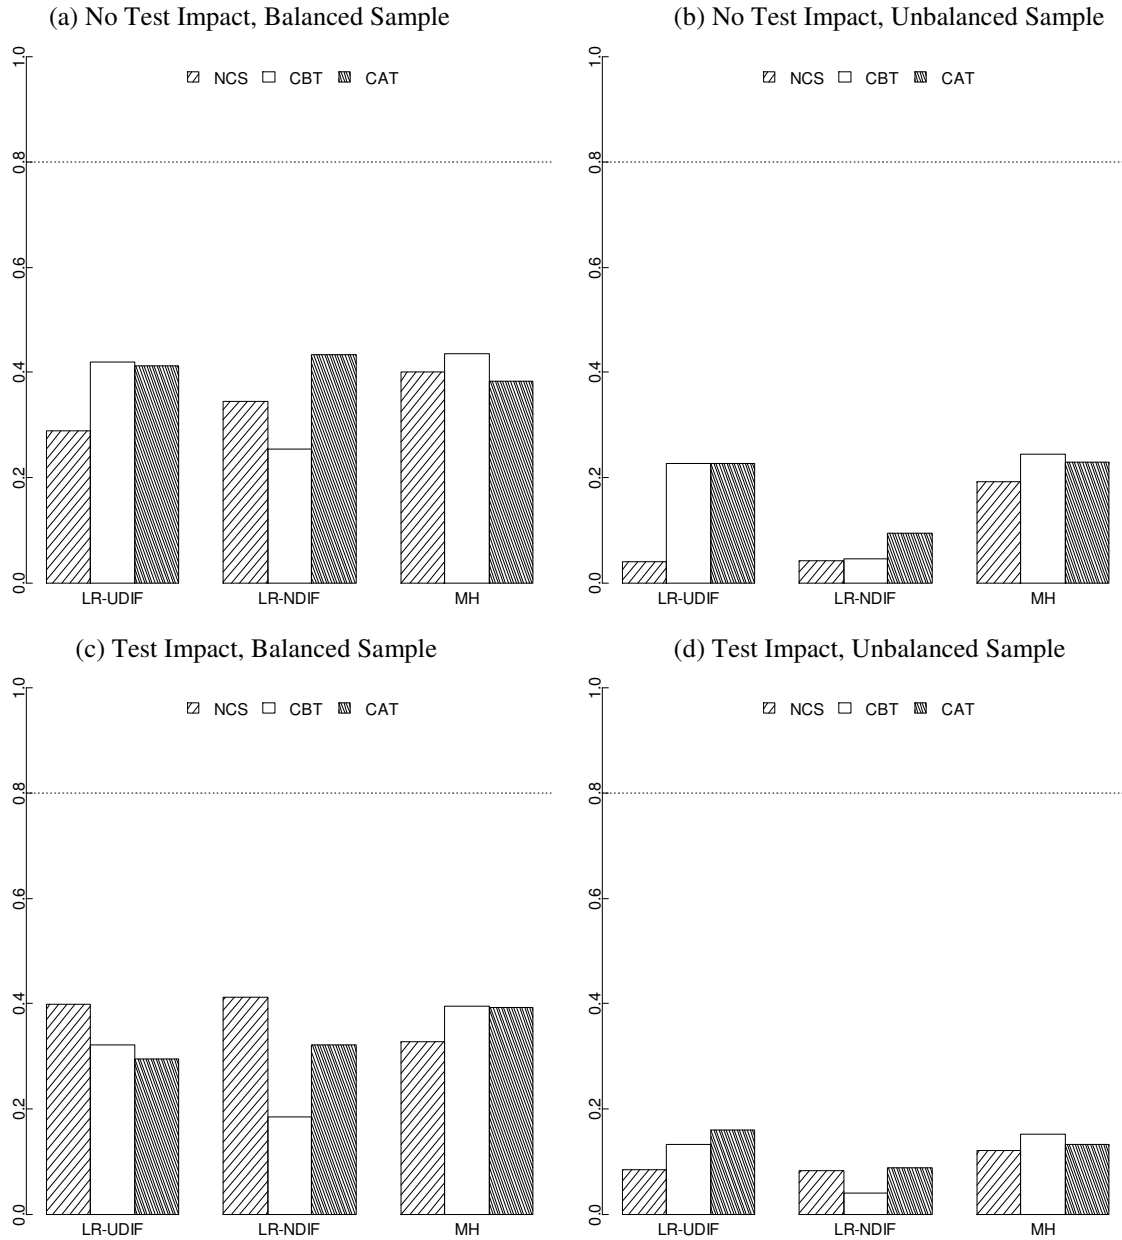 (a) No Test Impact, Balanced Sample
NCS CBT CAT
1.0
0.8
0.6
0.4
0.2
0.0
LR-UDIF LR-NDIF MH
(b) No Test Impact, Unbalanced Sample
NCS CBT CAT
1.0
0.8
0.6
0.4
0.2
0.0
LR-UDIF LR-NDIF MH
(c) Test Impact, Balanced Sample
NCS CBT CAT
1.0
0.8
0.6
0.4
0.2
0.0
LR-UDIF LR-NDIF MH
(d) Test Impact, Unbalanced Sample
NCS CBT CAT
1.0
0.8
0.6
0.4
0.2
0.0
LR-UDIF LR-NDIF MH